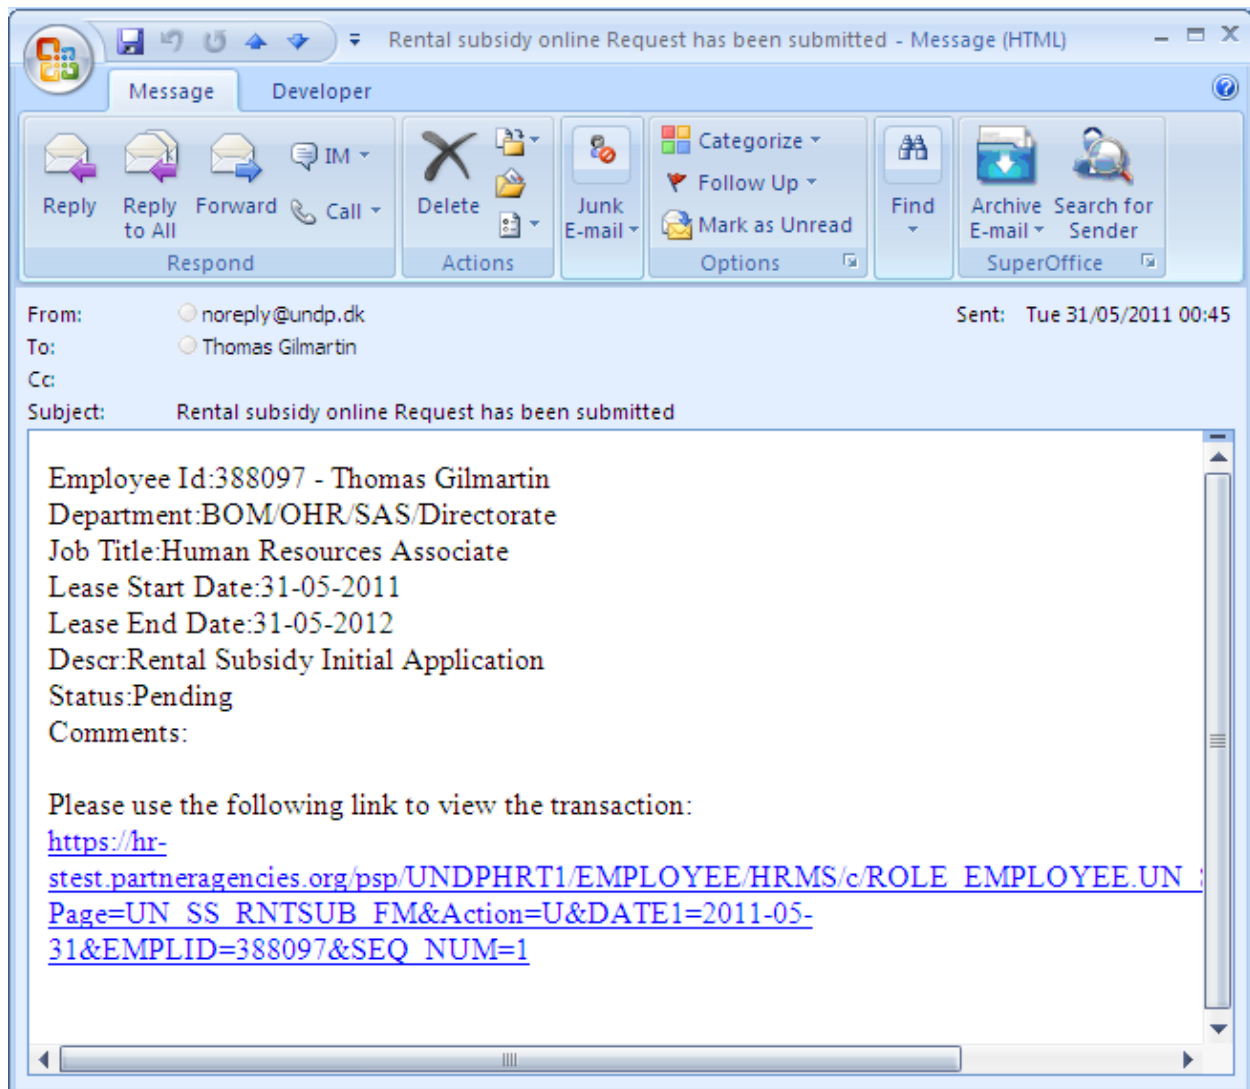 Rental subsidy online Request has been submitted - Message (HTML)
Message Developer
Reply
Reply to All
Forward
IM
Call
Respond
Delete
Actions
Junk E-mail
Categorize
Follow Up
Mark as Unread
Options
Find
Archive E-mail
Search for Sender
SuperOffice
From: noreply@undp.dk Sent: Tue 31/05/2011 00:45
To: Thomas Gilmartin
Cc:
Subject: Rental subsidy online Request has been submitted
Employee Id:388097 - Thomas Gilmartin
Department:BOM/OHR/SAS/Directorate
Job Title:Human Resources Associate
Lease Start Date:31-05-2011
Lease End Date:31-05-2012
Descr:Rental Subsidy Initial Application
Status:Pending
Comments:
Please use the following link to view the transaction:
https://hr-
stest.partneragencies.org/psp/UNDPHRT1/EMPLOYEE/HRMS/c/ROLE_EMPLOYEE.UN_
Page=UN_SS_RNTSUB_FM&Action=U&DATE1=2011-05-
31&EMPLID=388097&SEQ_NUM=1